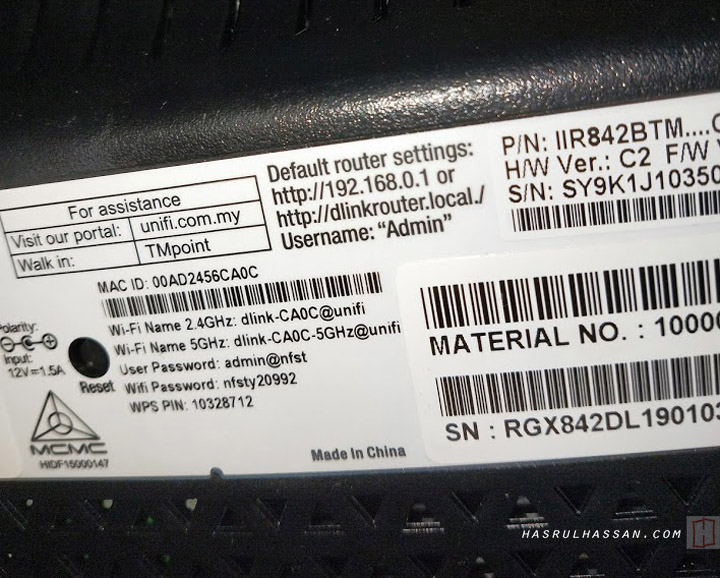 For assistance
Visit our portal: unifi.com.my
Walk in: TMpoint
Default router settings:
http://192.168.0.1 or
http://dlinkrouter.local./
Username: "Admin"
P/N: IIR842BTM....
H/W Ver.: C2 F/W
S/N: SY9K1J10350
MAC ID: 00AD2456CA0C
Wi-Fi Name 2.4GHz: dlink-CA0C@unifi
Wi-Fi Name 5GHz: dlink-CA0C-5GHz@unifi
User Password: admin@nfst
Wifi Password: nfsty20992
WPS PIN: 10328712
Polarity:
Input:
12V=1.5A
Reset
MCMC
HIDF15000147
Made in China
MATERIAL NO. : 1000
SN : RGX842DL19010
HASRULHASSAN.COM